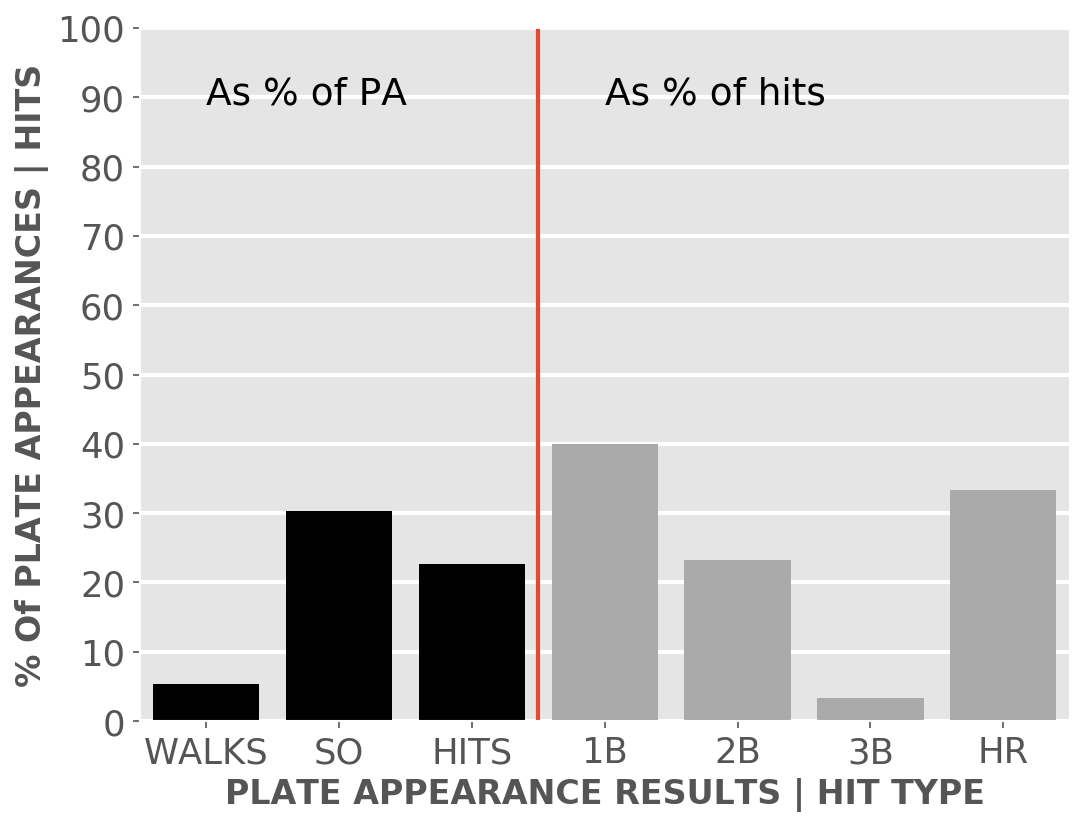 % Of PLATE APPEARANCES | HITS
100
90
80
70
60
50
40
30
20
10
0
As % of PA
As % of hits
WALKS SO HITS 1B 2B 3B HR
PLATE APPEARANCE RESULTS | HIT TYPE